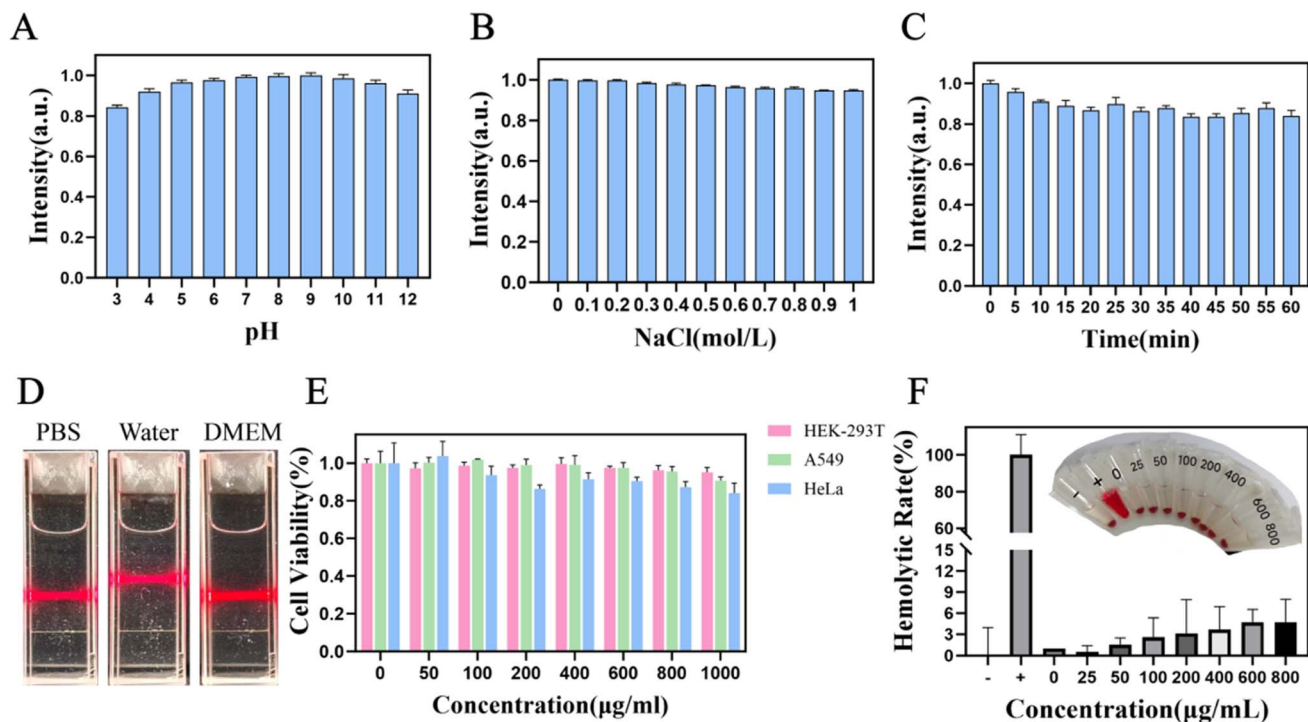 A
Intensity(a.u.)
1.0
0.8
0.6
0.4
0.2
0.0
3 4 5 6 7 8 9 10 11 12
pH
B
Intensity(a.u.)
1.0
0.8
0.6
0.4
0.2
0.0
0 0.1 0.2 0.3 0.4 0.5 0.6 0.7 0.8 0.9 1
NaCl(mol/L)
C
Intensity(a.u.)
1.0
0.8
0.6
0.4
0.2
0.0
0 5 10 15 20 25 30 35 40 45 50 55 60
Time(min)
D
PBS Water DMEM
E
Cell Viability(%)
1.0
0.8
0.6
0.4
0.2
0.0
0 50 100 200 400 600 800 1000
Concentration(μg/ml)
HEK-293T
A549
HeLa
F
Hemolytic Rate(%)
100
80
60
15
12
9
6
3
0
- + 0 25 50 100 200 400 600 800
Concentration(μg/mL)
- + 0 25 50 100 200 400 600 800